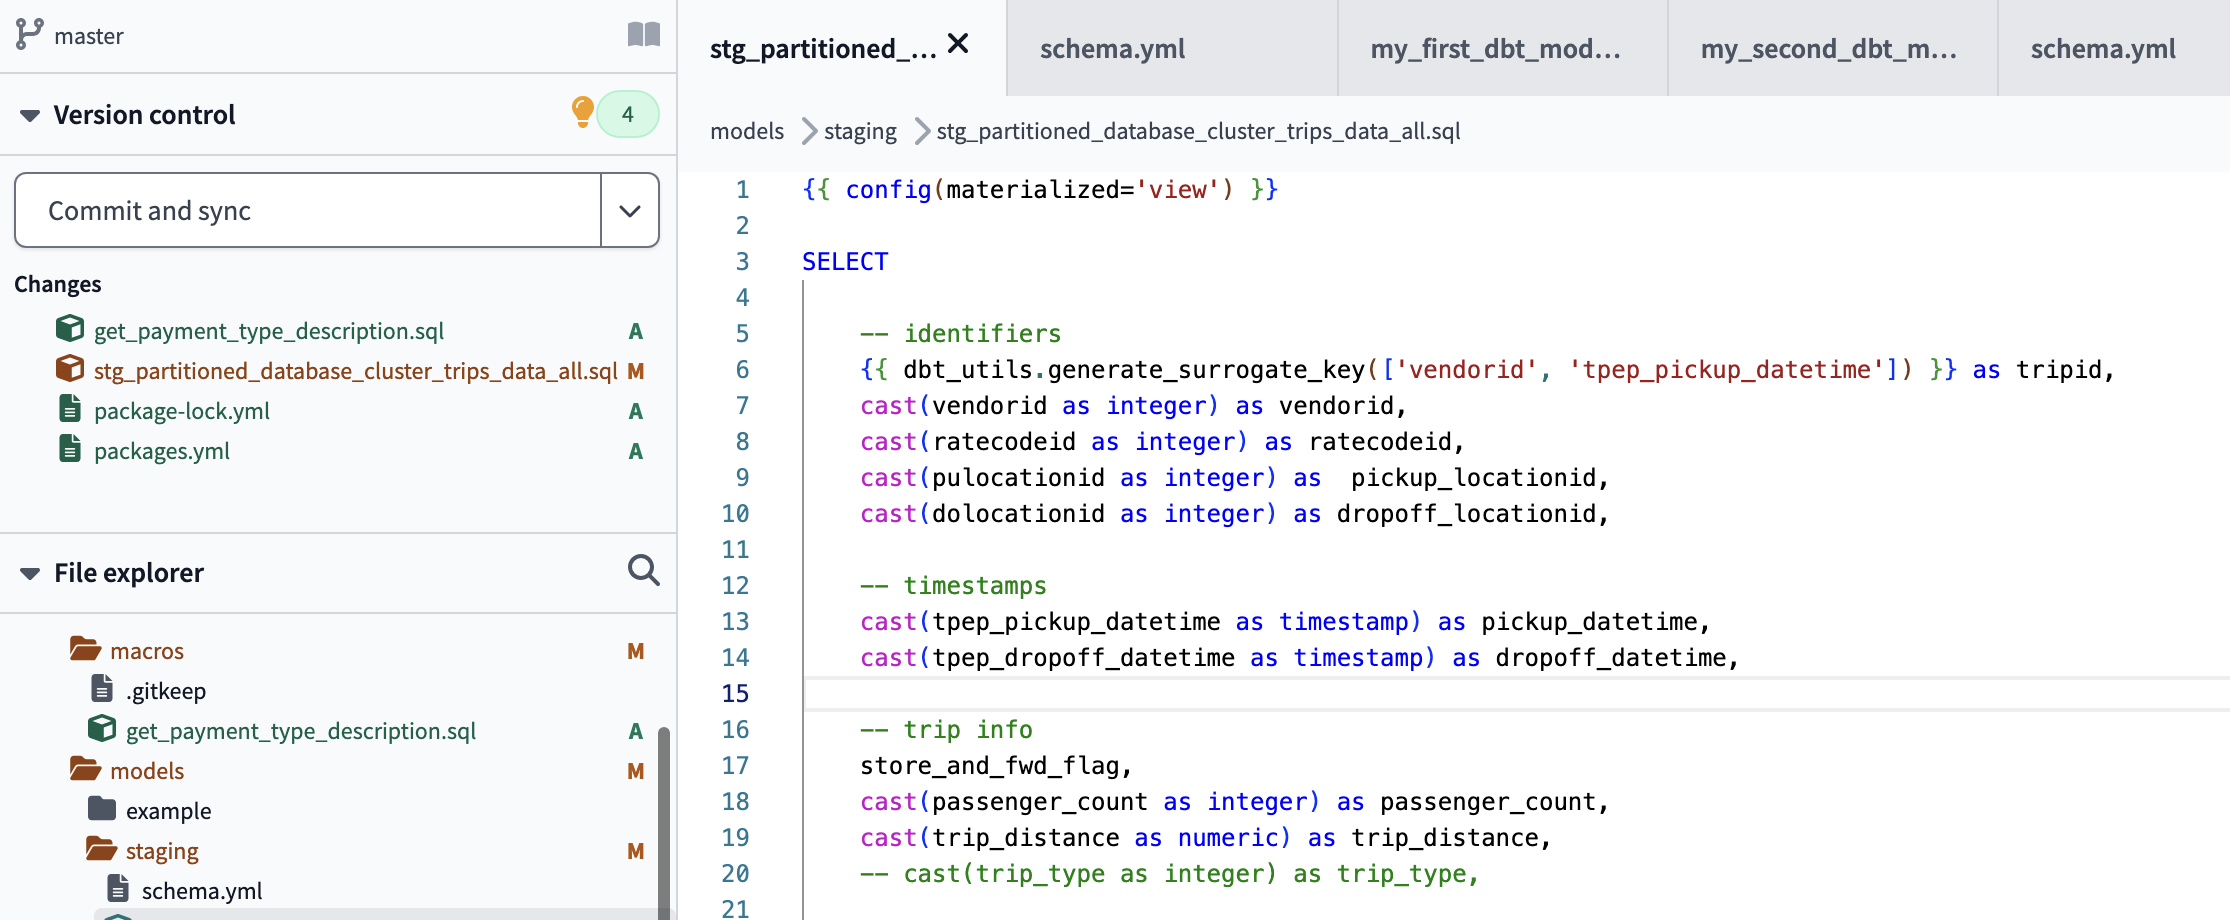 master
Version control
4
Commit and sync
Changes
get_payment_type_description.sql A
stg_partitioned_database_cluster_trips_data_all.sql M
package-lock.yml A
packages.yml A
File explorer
macros M
.gitkeep
get_payment_type_description.sql A
models M
example
staging M
schema.yml
stg_partitioned_... schema.yml my_first_dbt_mod... my_second_dbt_m... schema.yml
models staging stg_partitioned_database_cluster_trips_data_all.sql
1 {{ config(materialized='view') }}
2
3 SELECT
4
5 -- identifiers
6 {{ dbt_utils.generate_surrogate_key(['vendorid', 'tpep_pickup_datetime']) }} as tripid,
7 cast(vendorid as integer) as vendorid,
8 cast(ratecodeid as integer) as ratecodeid,
9 cast(pulocationid as integer) as  pickup_locationid,
10 cast(dolocationid as integer) as dropoff_locationid,
11
12 -- timestamps
13 cast(tpep_pickup_datetime as timestamp) as pickup_datetime,
14 cast(tpep_dropoff_datetime as timestamp) as dropoff_datetime,
15
16 -- trip info
17 store_and_fwd_flag,
18 cast(passenger_count as integer) as passenger_count,
19 cast(trip_distance as numeric) as trip_distance,
20 -- cast(trip_type as integer) as trip_type,
21